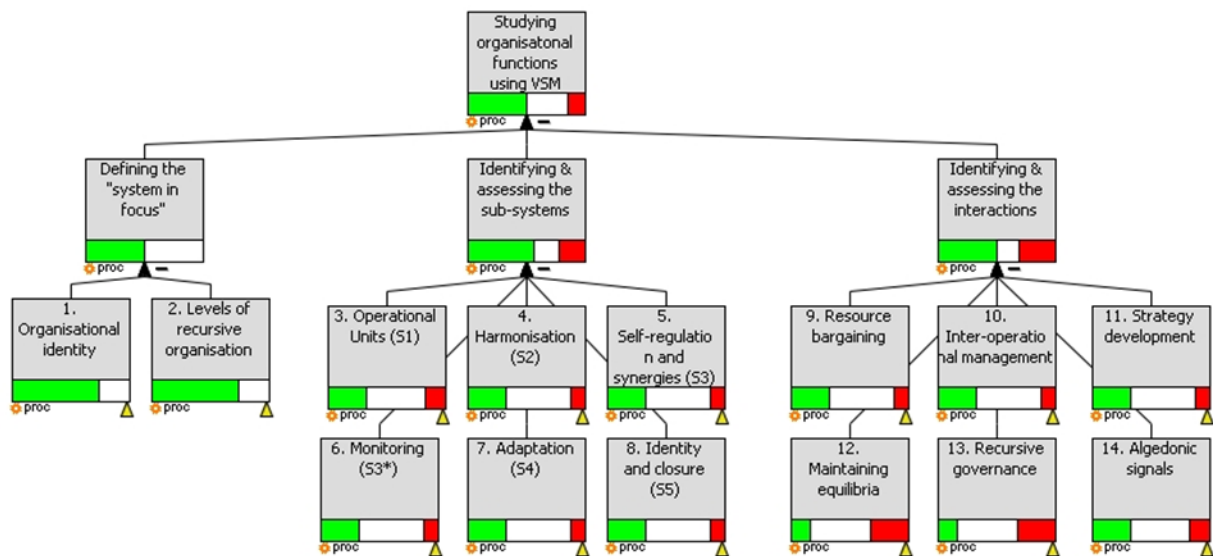 Studying
organisatonal
functions
using VSM
proc
Defining the
"system in
focus"
proc
Identifying &
assessing the
sub-systems
proc
Identifying &
assessing the
interactions
proc
1.
Organisational
identity
proc
2. Levels of
recursive
organisation
proc
3. Operational
Units (S1)
proc
4.
Harmonisation
(S2)
proc
5.
Self-regulatio
n and
synergies (S3)
proc
9. Resource
bargaining
proc
10.
Inter-operatio
nal management
proc
11. Strategy
development
proc
6. Monitoring
(S3*)
proc
7. Adaptation
(S4)
proc
8. Identity
and closure
(S5)
proc
12.
Maintaining
equilibria
proc
13. Recursive
governance
proc
14. Algedonic
signals
proc